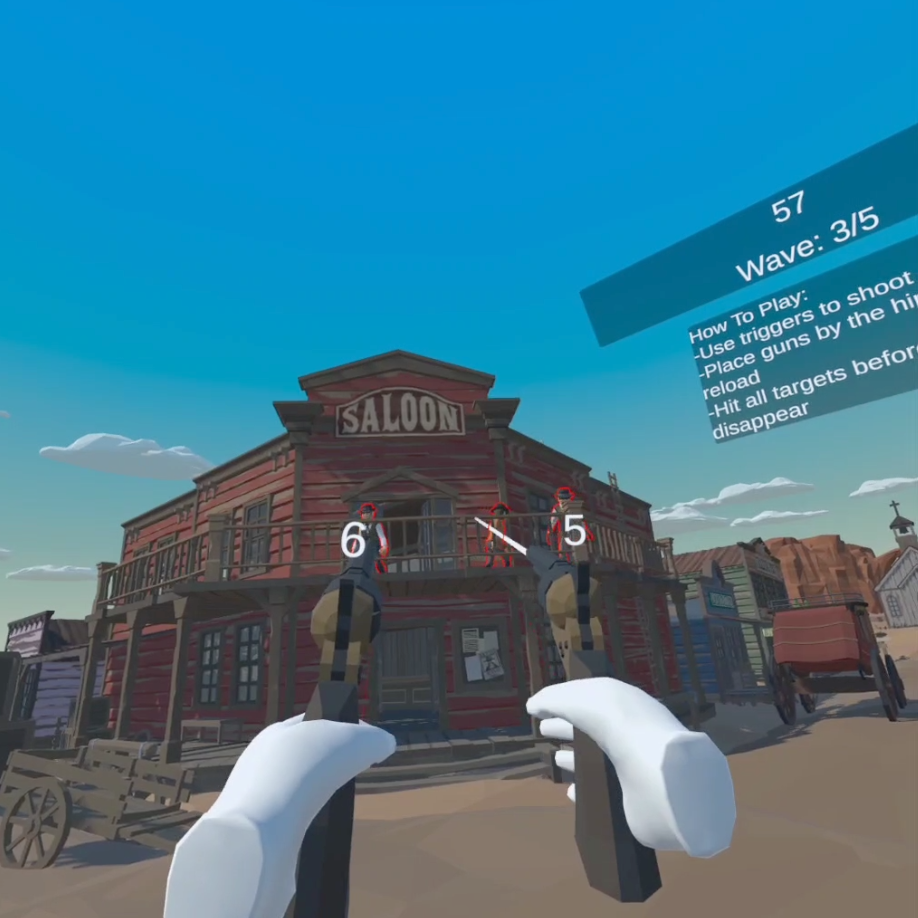 57
Wave: 3/5
How To Play:
-Use triggers to shoot
-Place guns by the
reload
-Hit all targets
disappear
SALOON
6
5